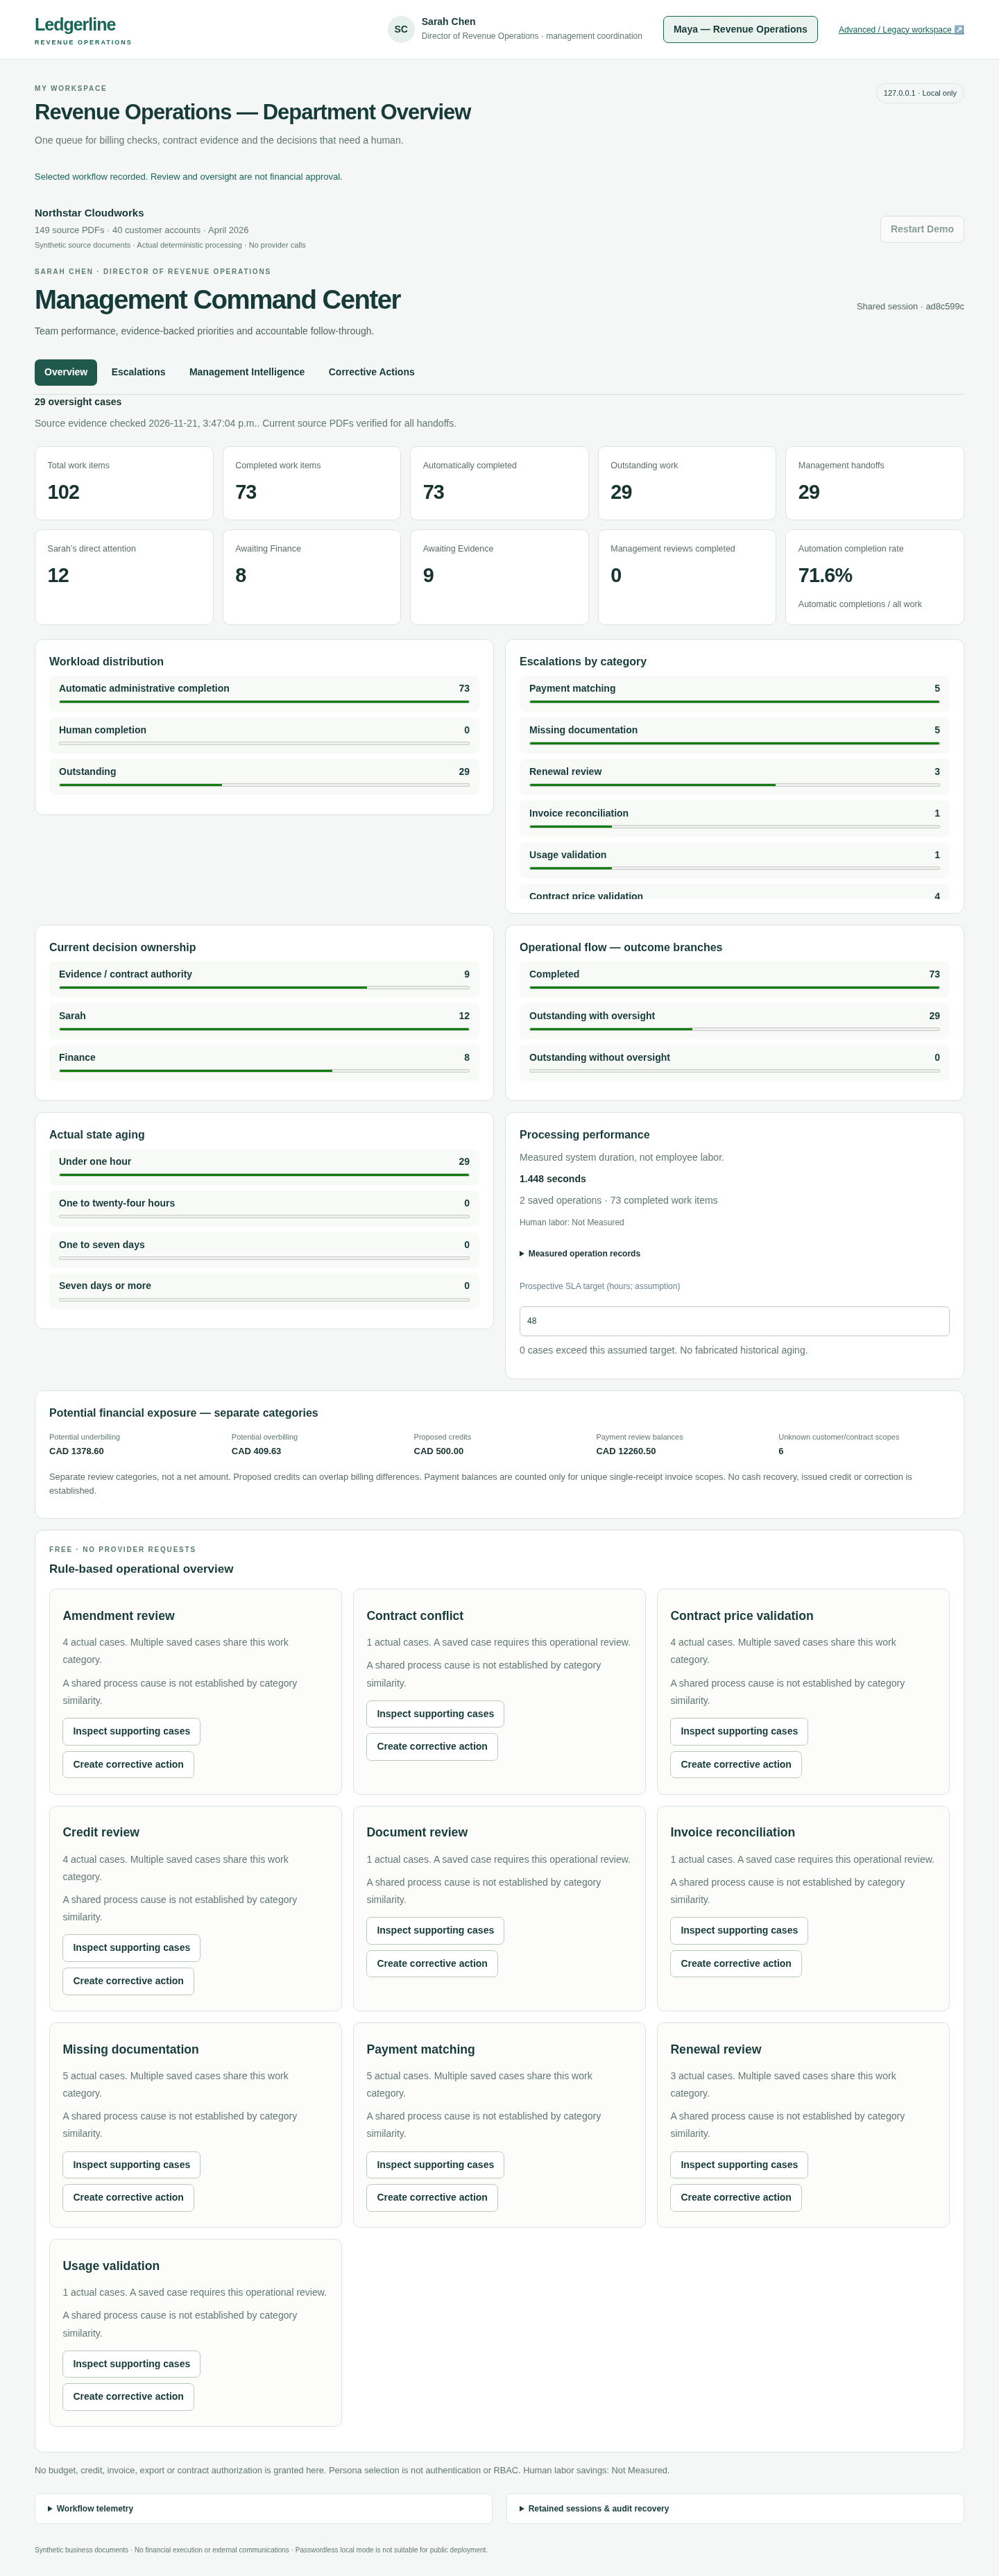 Ledgerline
REVENUE OPERATIONS
SC
Sarah Chen
Director of Revenue Operations · management coordination
Maya — Revenue Operations
Advanced / Legacy workspace ↗
MY WORKSPACE
127.0.0.1 · Local only
Revenue Operations — Department Overview
One queue for billing checks, contract evidence and the decisions that need a human.
Selected workflow recorded. Review and oversight are not financial approval.
Northstar Cloudworks
149 source PDFs · 40 customer accounts · April 2026
Synthetic source documents · Actual deterministic processing · No provider calls
Restart Demo
SARAH CHEN · DIRECTOR OF REVENUE OPERATIONS
Management Command Center
Shared session · ad8c599c
Team performance, evidence-backed priorities and accountable follow-through.
Overview
Escalations
Management Intelligence
Corrective Actions
29 oversight cases
Source evidence checked 2026-11-21, 3:47:04 p.m.. Current source PDFs verified for all handoffs.
Total work items
102
Completed work items
73
Automatically completed
73
Outstanding work
29
Management handoffs
29
Sarah's direct attention
12
Awaiting Finance
8
Awaiting Evidence
9
Management reviews completed
0
Automation completion rate
71.6%
Automatic completions / all work
Workload distribution
Automatic administrative completion 73
Human completion 0
Outstanding 29
Escalations by category
Payment matching 5
Missing documentation 5
Renewal review 3
Invoice reconciliation 1
Usage validation 1
Contract price validation 4
Current decision ownership
Evidence / contract authority 9
Sarah 12
Finance 8
Operational flow — outcome branches
Completed 73
Outstanding with oversight 29
Outstanding without oversight 0
Actual state aging
Under one hour 29
One to twenty-four hours 0
One to seven days 0
Seven days or more 0
Processing performance
Measured system duration, not employee labor.
1.448 seconds
2 saved operations · 73 completed work items
Human labor: Not Measured
▶ Measured operation records
Prospective SLA target (hours; assumption)
48
0 cases exceed this assumed target. No fabricated historical aging.
Potential financial exposure — separate categories
Potential underbilling
CAD 1378.60
Potential overbilling
CAD 409.63
Proposed credits
CAD 500.00
Payment review balances
CAD 12260.50
Unknown customer/contract scopes
6
Separate review categories, not a net amount. Proposed credits can overlap billing differences. Payment balances are counted only for unique single-receipt invoice scopes. No cash recovery, issued credit or correction is
established.
FREE · NO PROVIDER REQUESTS
Rule-based operational overview
Amendment review
4 actual cases. Multiple saved cases share this work
category.
A shared process cause is not established by category
similarity.
Inspect supporting cases
Create corrective action
Contract conflict
1 actual cases. A saved case requires this operational review.
A shared process cause is not established by category
similarity.
Inspect supporting cases
Create corrective action
Contract price validation
4 actual cases. Multiple saved cases share this work
category.
A shared process cause is not established by category
similarity.
Inspect supporting cases
Create corrective action
Credit review
4 actual cases. Multiple saved cases share this work
category.
A shared process cause is not established by category
similarity.
Inspect supporting cases
Create corrective action
Document review
1 actual cases. A saved case requires this operational review.
A shared process cause is not established by category
similarity.
Inspect supporting cases
Create corrective action
Invoice reconciliation
1 actual cases. A saved case requires this operational review.
A shared process cause is not established by category
similarity.
Inspect supporting cases
Create corrective action
Missing documentation
5 actual cases. Multiple saved cases share this work
category.
A shared process cause is not established by category
similarity.
Inspect supporting cases
Create corrective action
Payment matching
5 actual cases. Multiple saved cases share this work
category.
A shared process cause is not established by category
similarity.
Inspect supporting cases
Create corrective action
Renewal review
3 actual cases. Multiple saved cases share this work
category.
A shared process cause is not established by category
similarity.
Inspect supporting cases
Create corrective action
Usage validation
1 actual cases. A saved case requires this operational review.
A shared process cause is not established by category
similarity.
Inspect supporting cases
Create corrective action
No budget, credit, invoice, export or contract authorization is granted here. Persona selection is not authentication or RBAC. Human labor savings: Not Measured.
▶ Workflow telemetry
▶ Retained sessions & audit recovery
Synthetic business documents · No financial execution or external communications · Passwordless local mode is not suitable for public deployment.